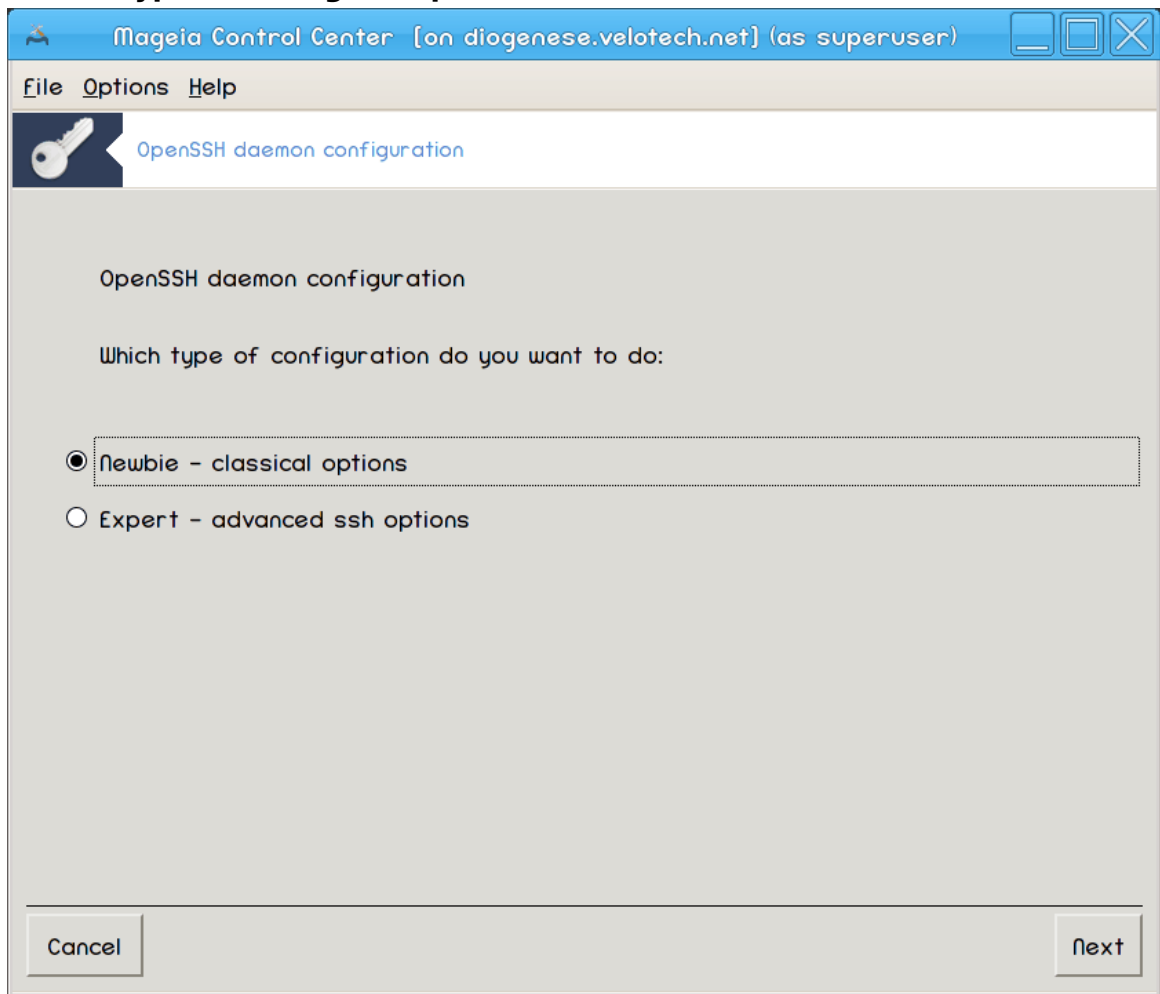 Mageia Control Center [on diogenese.velotech.net] (as superuser)
File Options Help
OpenSSH daemon configuration
OpenSSH daemon configuration
Which type of configuration do you want to do:
Newbie - classical options
Expert - advanced ssh options
Cancel
Next